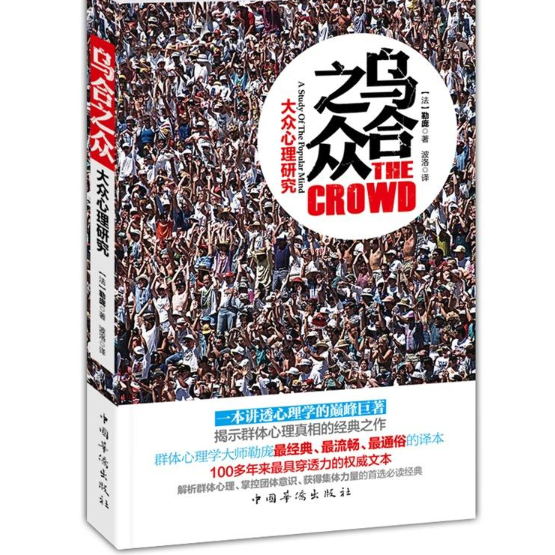 乌合之众
大众心理研究
【法】勒庞 著
波洛 译
乌合
之众
THE
CROWD
A Study Of The Popular Mind
大众心理研究
【法】勒庞 著
波洛 译
一本讲透心理学的巅峰巨著
揭示群体心理真相的经典之作
群体心理学大师勒庞最经典、最流畅、最通俗的译本
100多年来最具穿透力的权威文本
解析群体心理、掌控团体意识、获得集体力量的首选必读经典
中国华侨出版社
中国华侨出版社